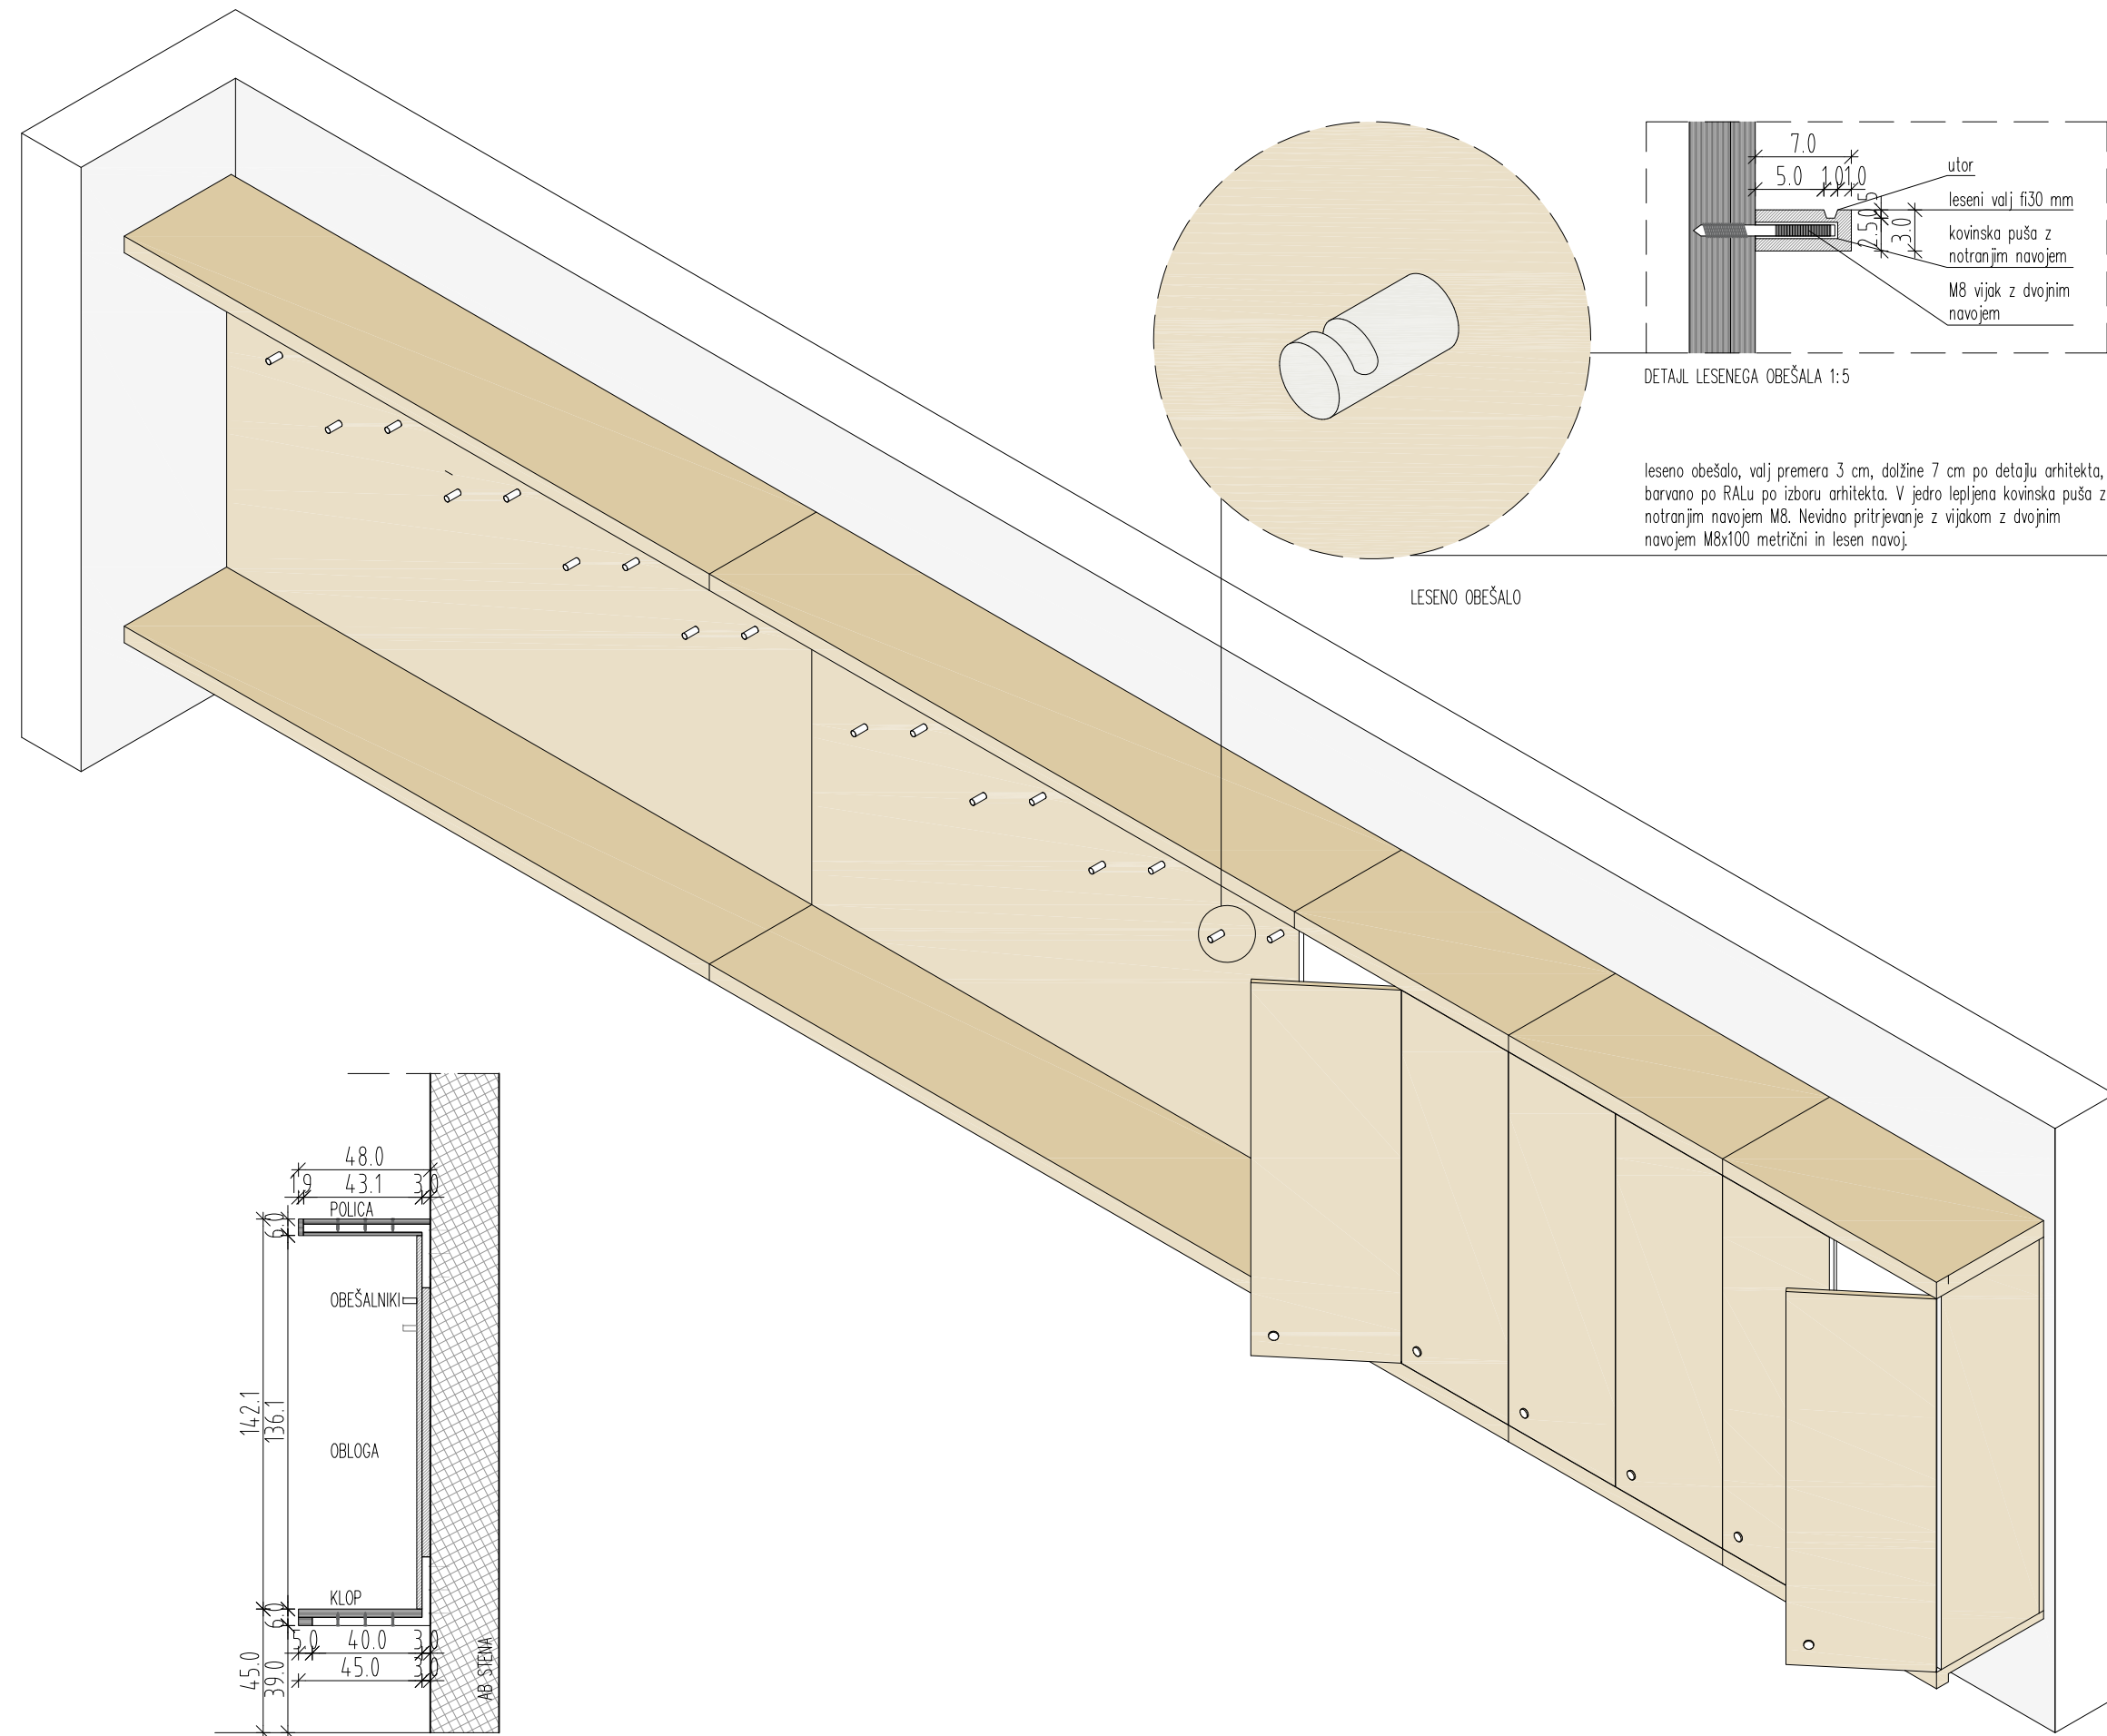 7.0
5.0 1.0 1.0
utor
leseni valj fi30 mm
0.5
2.5
3.0
kovinska puša z
notranjim navojem
M8 vijak z dvojnim
navojem
DETAJL LESENEGA OBEŠALA 1:5
leseno obešalo, valj premera 3 cm, dolžine 7 cm po detajlu arhitekta,
barvano po RALu po izboru arhitekta. V jedro lepljena kovinska puša z
notranjim navojem M8. Nevidno pritrjevanje z vijakom z dvojnim
navojem M8x100 metrični in lesen navoj.
LESENO OBEŠALO
48.0
1.9 43.1 3.0
POLICA
6.0
OBEŠALNIKI
142.1
136.1
OBLOGA
KLOP
6.0
5.0 40.0 3.0
45.0 3.0
45.0
39.0
AB STENA